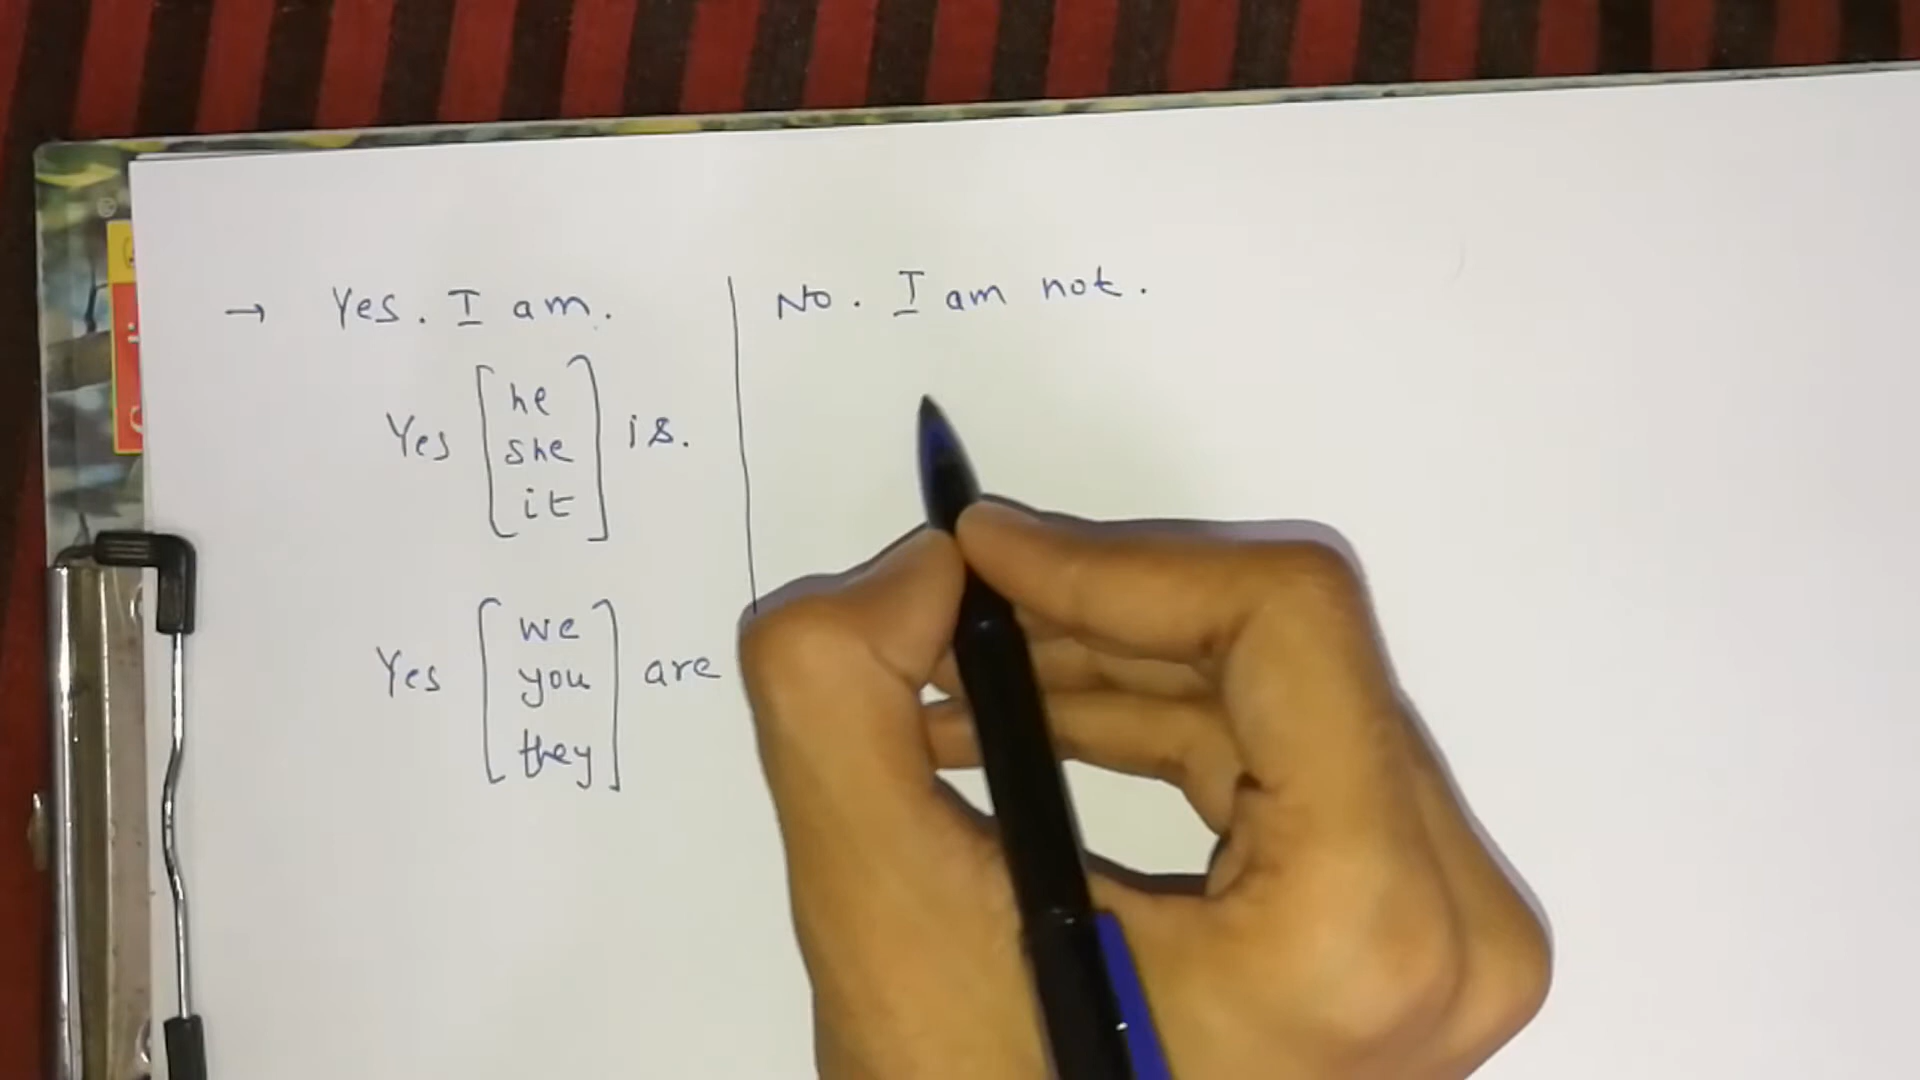 → Yes. I am.
No. I am not.
he
Yes she is.
it
we
Yes you are
they